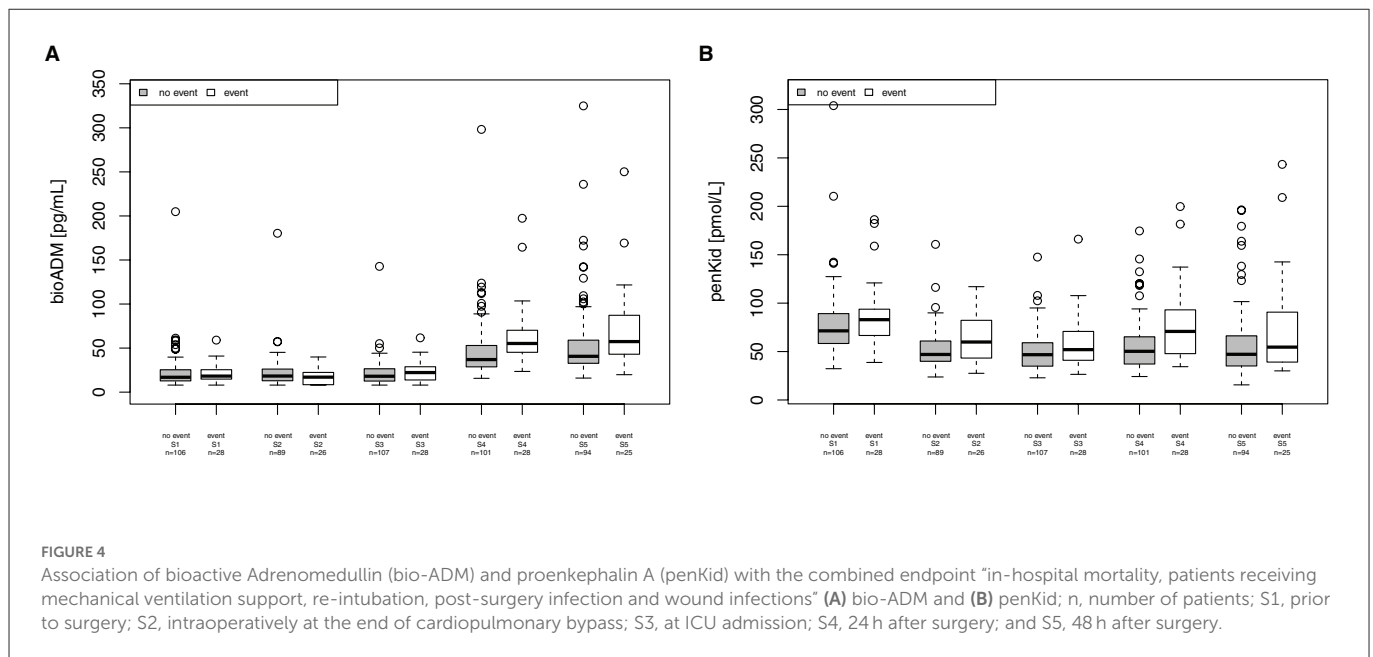 A
bioADM [pg/mL]
350
300
250
200
150
100
50
0
no event event
no event event no event event no event event no event event no event event
S1 S1 S2 S2 S3 S3 S4 S4 S5 S5
n=106 n=28 n=89 n=26 n=107 n=28 n=101 n=28 n=94 n=25
B
penKid [pmol/L]
300
250
200
150
100
50
0
no event event
no event event no event event no event event no event event no event event
S1 S1 S2 S2 S3 S3 S4 S4 S5 S5
n=106 n=28 n=89 n=26 n=107 n=28 n=101 n=28 n=94 n=25
FIGURE 4
Association of bioactive Adrenomedullin (bio-ADM) and proenkephalin A (penKid) with the combined endpoint "in-hospital mortality, patients receiving
mechanical ventilation support, re-intubation, post-surgery infection and wound infections" (A) bio-ADM and (B) penKid; n, number of patients; S1, prior
to surgery; S2, intraoperatively at the end of cardiopulmonary bypass; S3, at ICU admission; S4, 24 h after surgery; and S5, 48 h after surgery.